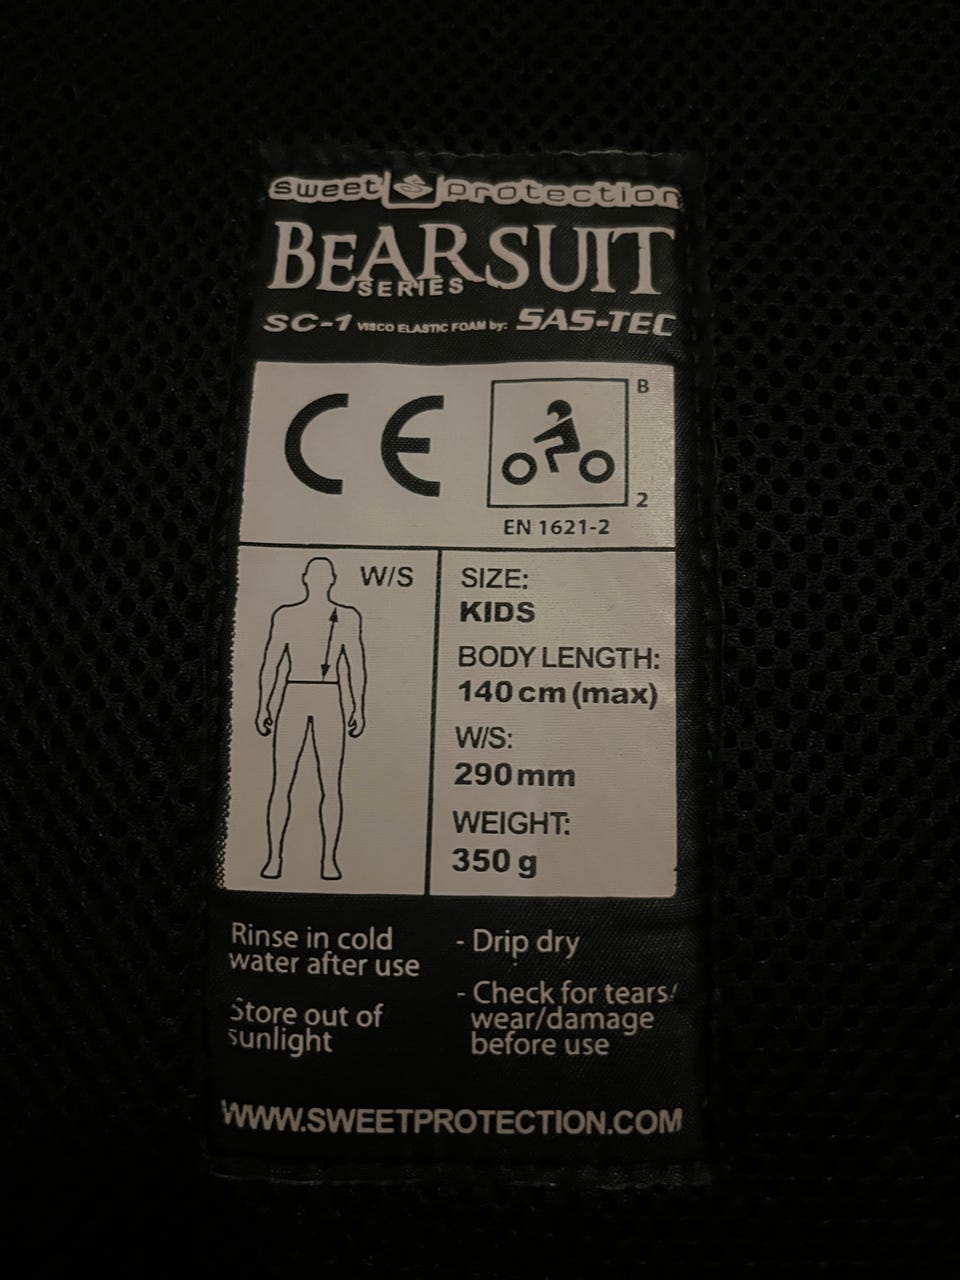 sweet protection
BEARSUIT
SERIES
SC-1 VISCO ELASTIC FOAM by: SAS-TEC
CE
B
2
EN 1621-2
W/S
SIZE:
KIDS
BODY LENGTH:
140 cm (max)
W/S:
290 mm
WEIGHT:
350 g
Rinse in cold
water after use
Store out of
sunlight
- Drip dry
- Check for tears/
wear/damage
before use
WWW.SWEETPROTECTION.COM